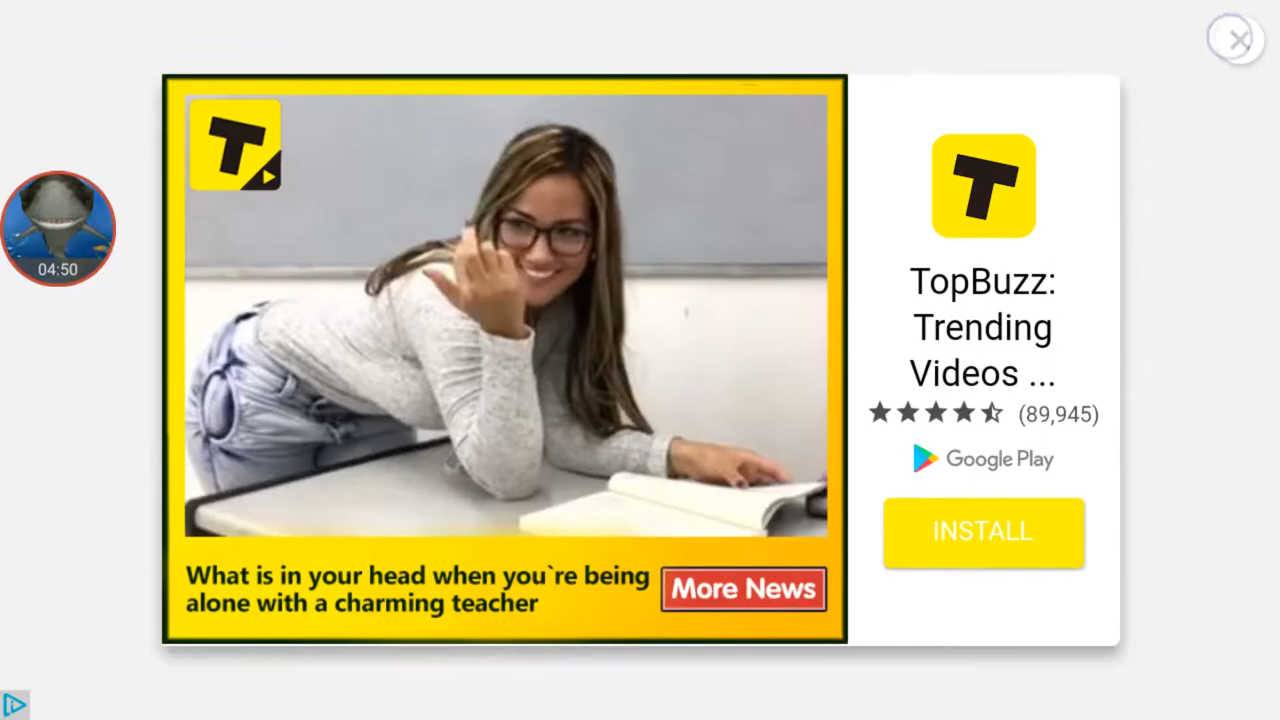 T
04:50
What is in your head when you`re being
alone with a charming teacher
More News
T
TopBuzz:
Trending
Videos ...
(89,945)
Google Play
INSTALL